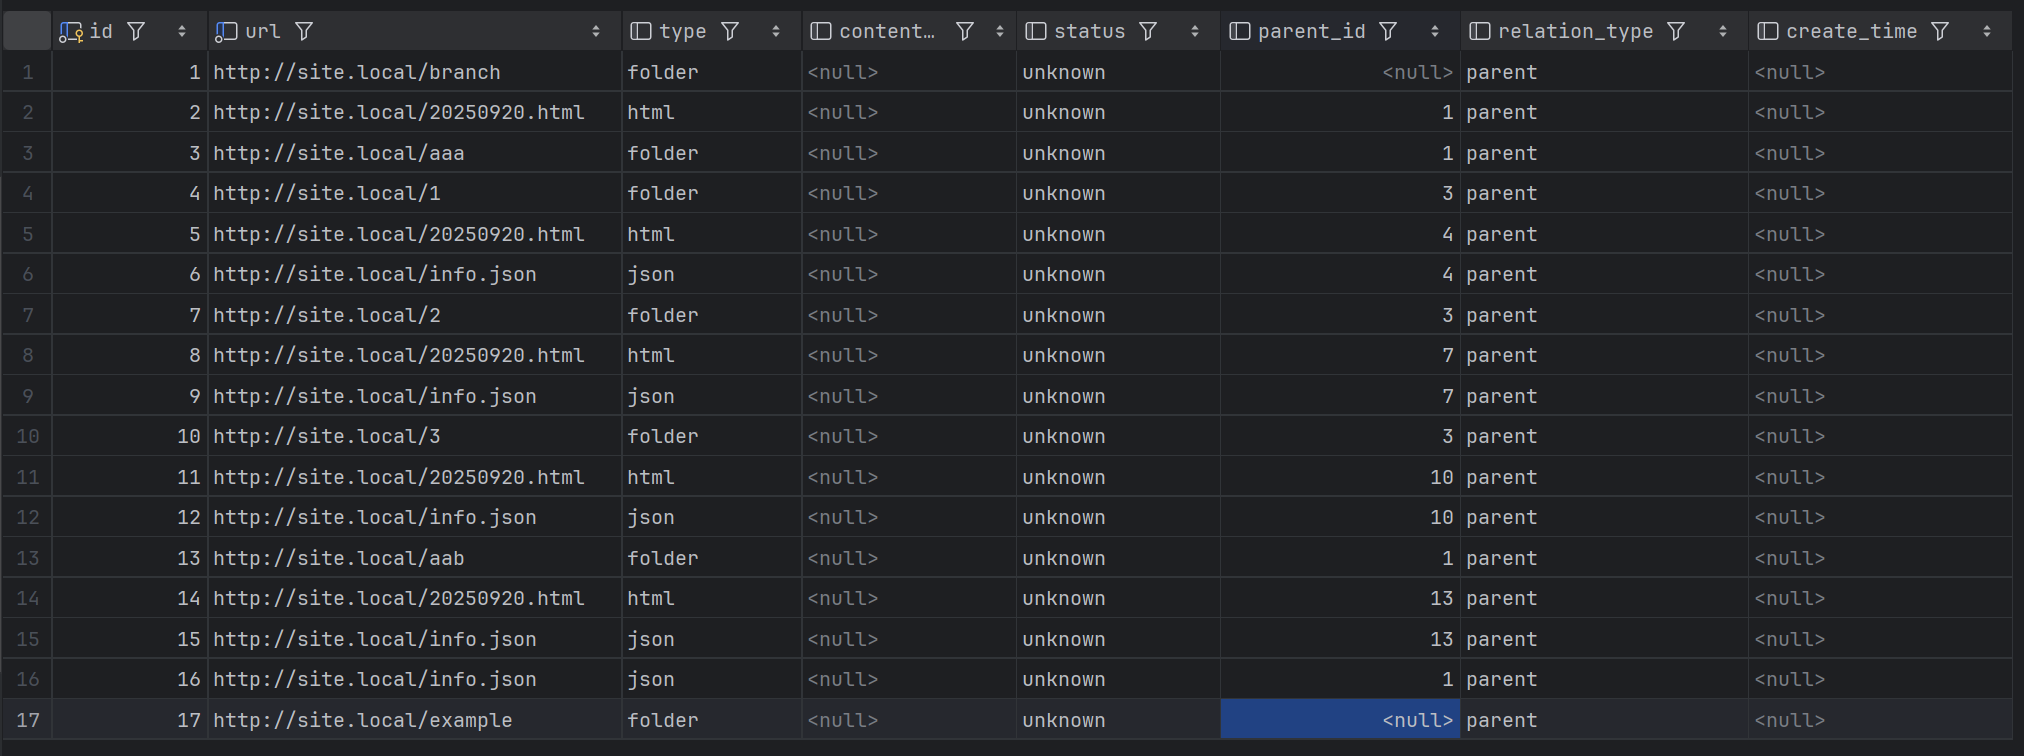 id url type content… status parent_id relation_type create_time
1 1 http://site.local/branch folder <null> unknown <null> parent <null>
2 2 http://site.local/20250920.html html <null> unknown 1 parent <null>
3 3 http://site.local/aaa folder <null> unknown 1 parent <null>
4 4 http://site.local/1 folder <null> unknown 3 parent <null>
5 5 http://site.local/20250920.html html <null> unknown 4 parent <null>
6 6 http://site.local/info.json json <null> unknown 4 parent <null>
7 7 http://site.local/2 folder <null> unknown 3 parent <null>
8 8 http://site.local/20250920.html html <null> unknown 7 parent <null>
9 9 http://site.local/info.json json <null> unknown 7 parent <null>
10 10 http://site.local/3 folder <null> unknown 3 parent <null>
11 11 http://site.local/20250920.html html <null> unknown 10 parent <null>
12 12 http://site.local/info.json json <null> unknown 10 parent <null>
13 13 http://site.local/aab folder <null> unknown 1 parent <null>
14 14 http://site.local/20250920.html html <null> unknown 13 parent <null>
15 15 http://site.local/info.json json <null> unknown 13 parent <null>
16 16 http://site.local/info.json json <null> unknown 1 parent <null>
17 17 http://site.local/example folder <null> unknown <null> parent <null>